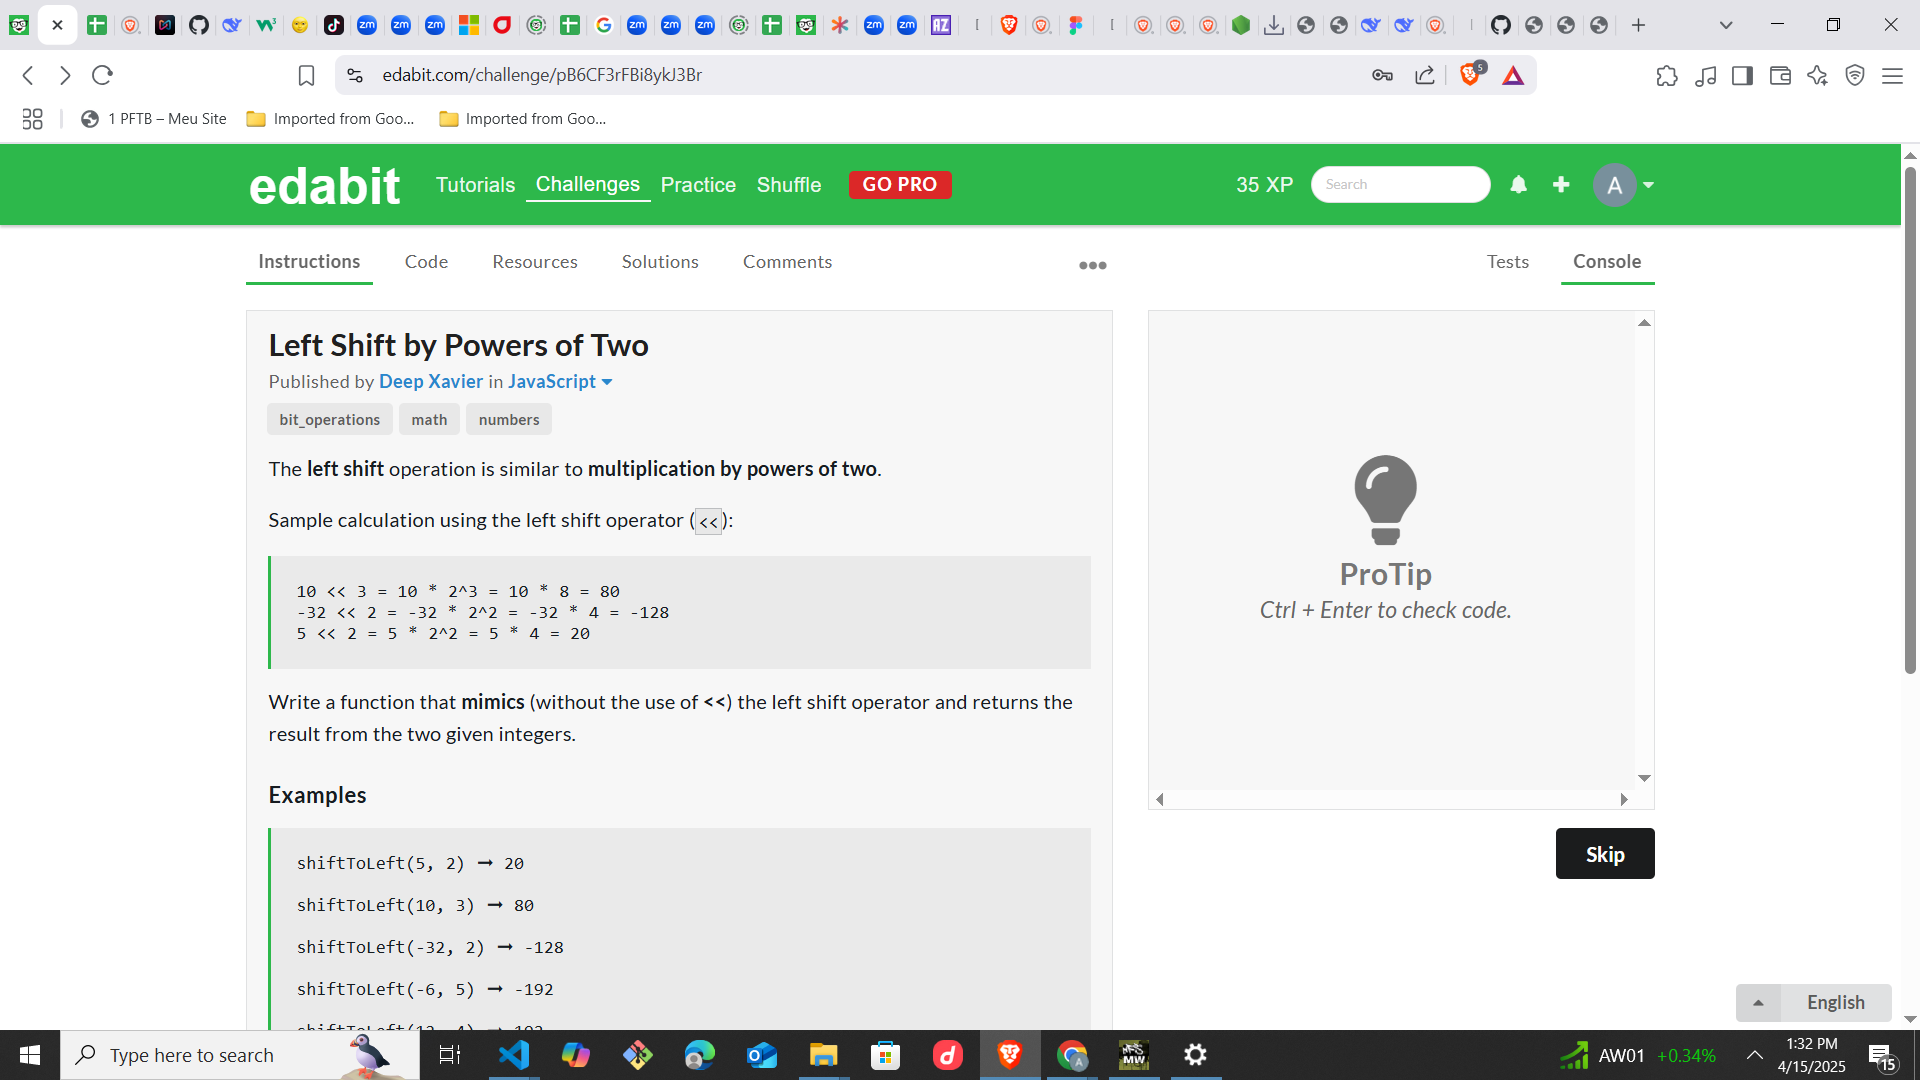 edabit.com/challenge/pB6CF3rFBi8ykJ3Br
5
1 PFTB – Meu Site
Imported from Goo...
Imported from Goo...
edabit
Tutorials
Challenges
Practice
Shuffle
GO PRO
35 XP
Search
A
Instructions
Code
Resources
Solutions
Comments
Tests
Console
Left Shift by Powers of Two
Published by Deep Xavier in JavaScript
bit_operations
math
numbers
The left shift operation is similar to multiplication by powers of two.
Sample calculation using the left shift operator (<<):
10 << 3 = 10 * 2^3 = 10 * 8 = 80
-32 << 2 = -32 * 2^2 = -32 * 4 = -128
5 << 2 = 5 * 2^2 = 5 * 4 = 20
Write a function that mimics (without the use of <<) the left shift operator and returns the
result from the two given integers.
Examples
shiftToLeft(5, 2) ➞ 20
shiftToLeft(10, 3) ➞ 80
shiftToLeft(-32, 2) ➞ -128
shiftToLeft(-6, 5) ➞ -192
ProTip
Ctrl + Enter to check code.
Skip
English
Type here to search
AW01 +0.34%
1:32 PM
4/15/2025
15